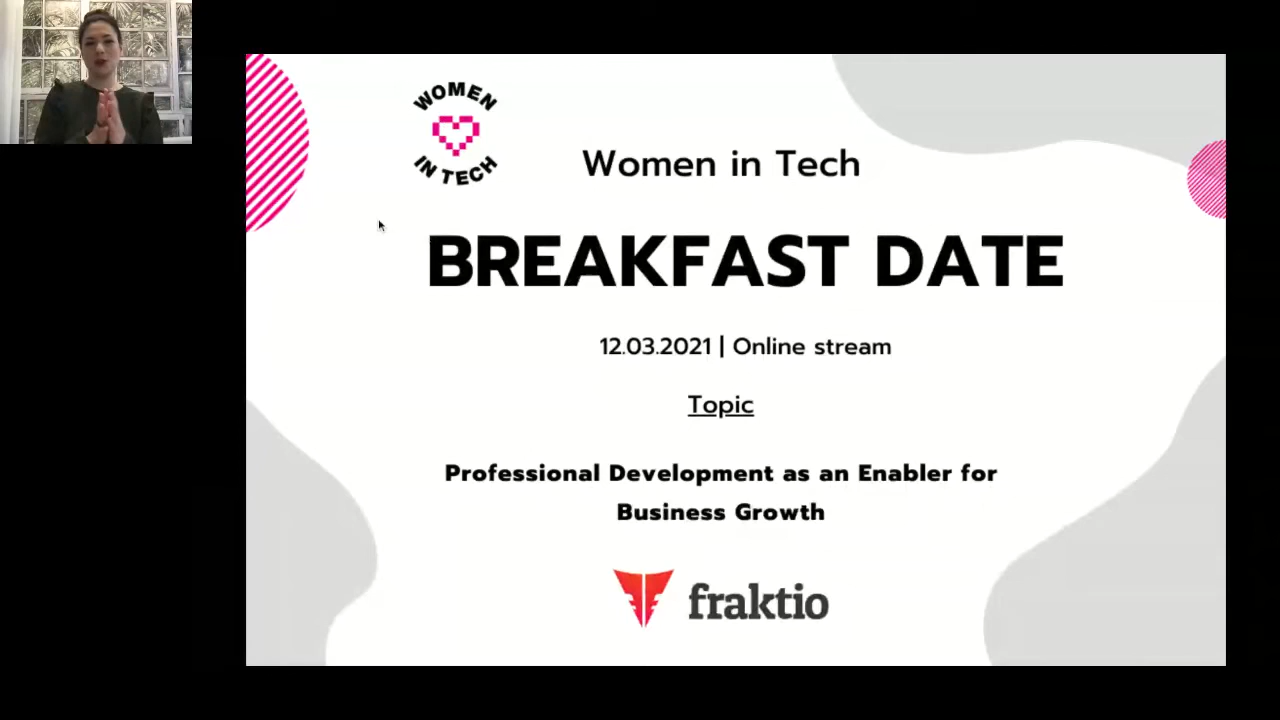 WOMEN
IN TECH
Women in Tech
BREAKFAST DATE
12.03.2021 | Online stream
Topic
Professional Development as an Enabler for
Business Growth
fraktio